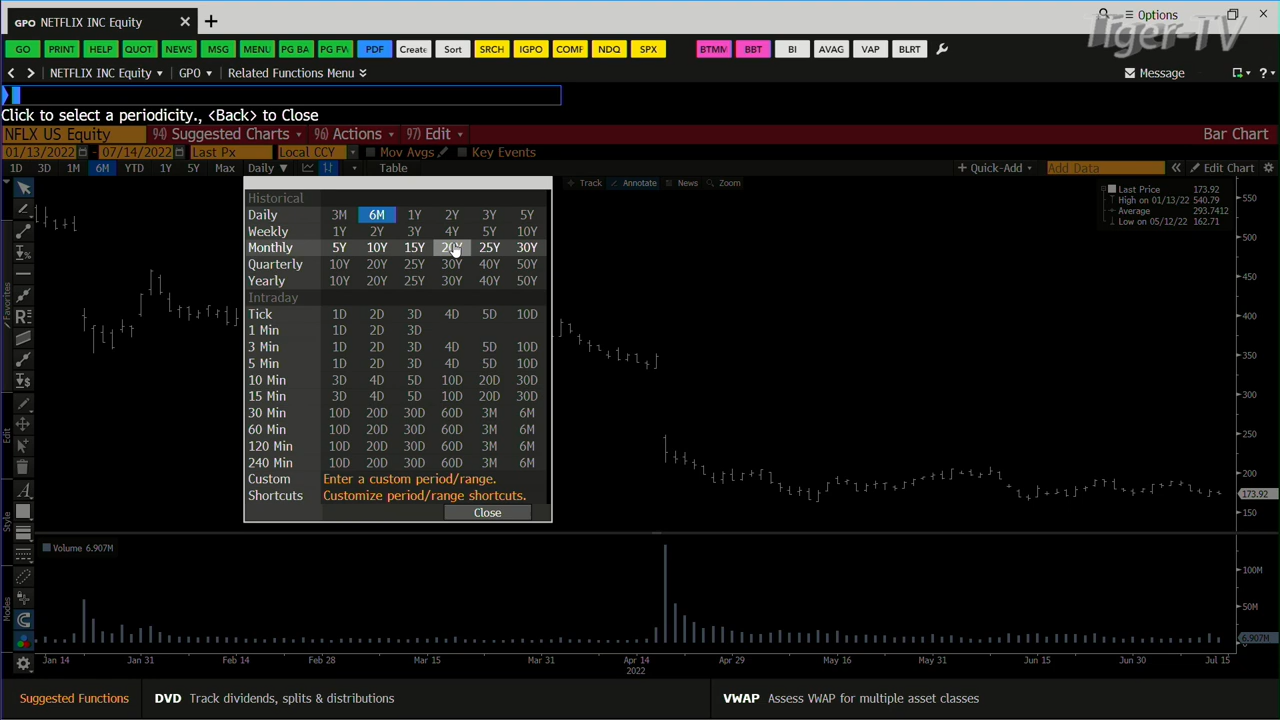 GPO NETFLIX INC Equity
Options
Tiger-TV
GO PRINT HELP QUOT NEWS MSG MENU PG BA PG FW PDF Create Sort SRCH IGPO COMP NDQ SPX BTMM BBT BI AVAG VAP BLRT
NETFLIX INC Equity GPO Related Functions Menu Message ?
Click to select a periodicity., <Back> to Close
NFLX US Equity 94) Suggested Charts 96) Actions 97) Edit Bar Chart
01/13/2022 - 07/14/2022 Last Px Local CCY Mov Avgs Key Events
1D 3D 1M 6M YTD 1Y 5Y Max Daily Table + Quick-Add Add Data Edit Chart
Track Annotate News Zoom
Last Price 173.92
High on 01/13/22 540.79
Average 293.7412
Low on 05/12/22 162.71
Historical
Daily 3M 6M 1Y 2Y 3Y 5Y
Weekly 1Y 2Y 3Y 4Y 5Y 10Y
Monthly 5Y 10Y 15Y 20Y 25Y 30Y
Quarterly 10Y 20Y 25Y 30Y 40Y 50Y
Yearly 10Y 20Y 25Y 30Y 40Y 50Y
Intraday
Tick 1D 2D 3D 4D 5D 10D
1 Min 1D 2D 3D
3 Min 1D 2D 3D 4D 5D 10D
5 Min 1D 2D 3D 4D 5D 10D
10 Min 3D 4D 5D 10D 20D 30D
15 Min 3D 4D 5D 10D 20D 30D
30 Min 10D 20D 30D 60D 3M 6M
60 Min 10D 20D 30D 60D 3M 6M
120 Min 10D 20D 30D 60D 3M 6M
240 Min 10D 20D 30D 60D 3M 6M
Custom Enter a custom period/range.
Shortcuts Customize period/range shortcuts.
Close
Favorites
Edit
Style
Modes
550
500
450
400
350
300
250
200
173.92
150
Volume 6.907M
100M
50M
6.907M
Jan 14 Jan 31 Feb 14 Feb 28 Mar 15 Mar 31 Apr 14 Apr 29 May 16 May 31 Jun 15 Jun 30 Jul 15
2022
Suggested Functions DVD Track dividends, splits & distributions VWAP Assess VWAP for multiple asset classes